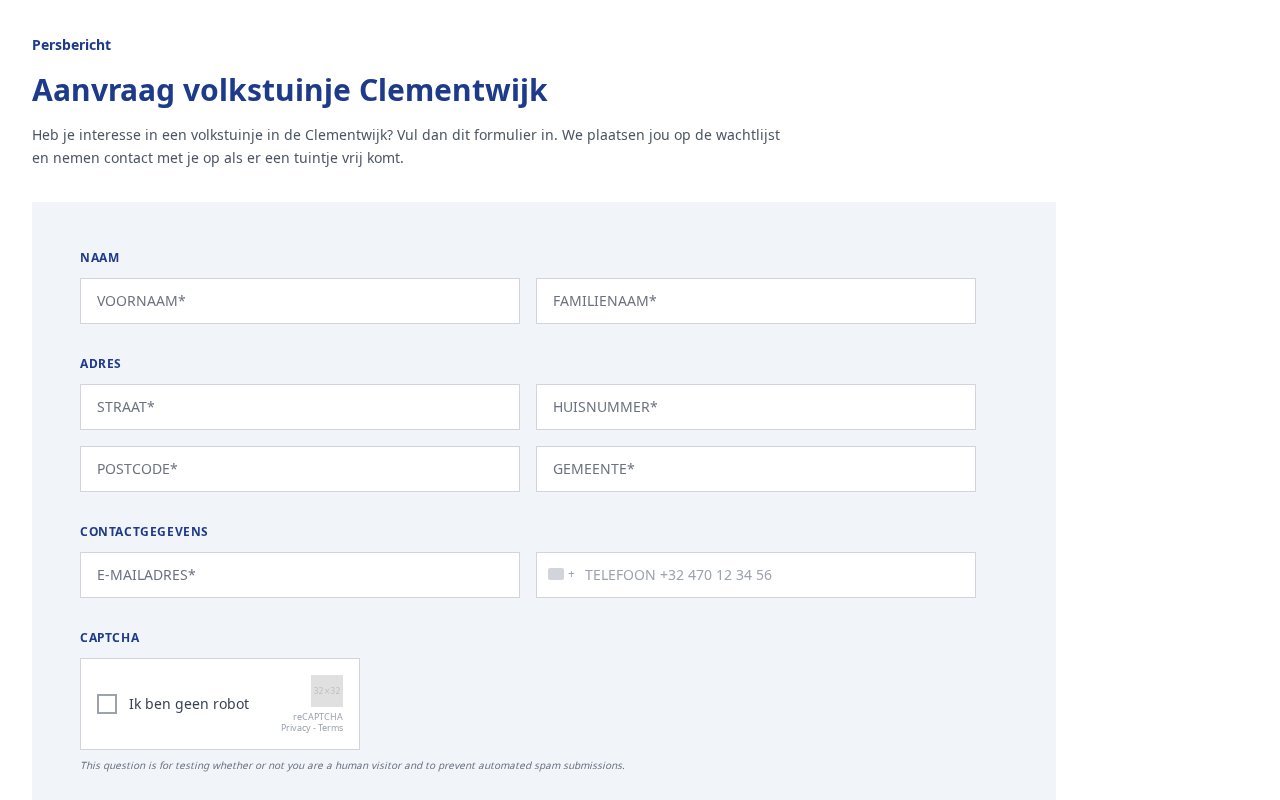 Persbericht
Aanvraag volkstuinje Clementwijk
Heb je interesse in een volkstuinje in de Clementwijk? Vul dan dit formulier in. We plaatsen jou op de wachtlijst
en nemen contact met je op als er een tuintje vrij komt.
NAAM
VOORNAAM* FAMILIENAAM*
ADRES
STRAAT* HUISNUMMER*
POSTCODE* GEMEENTE*
CONTACTGEGEVENS
E-MAILADRES* + TELEFOON +32 470 12 34 56
CAPTCHA
32×32
Ik ben geen robot
reCAPTCHA
Privacy - Terms
This question is for testing whether or not you are a human visitor and to prevent automated spam submissions.